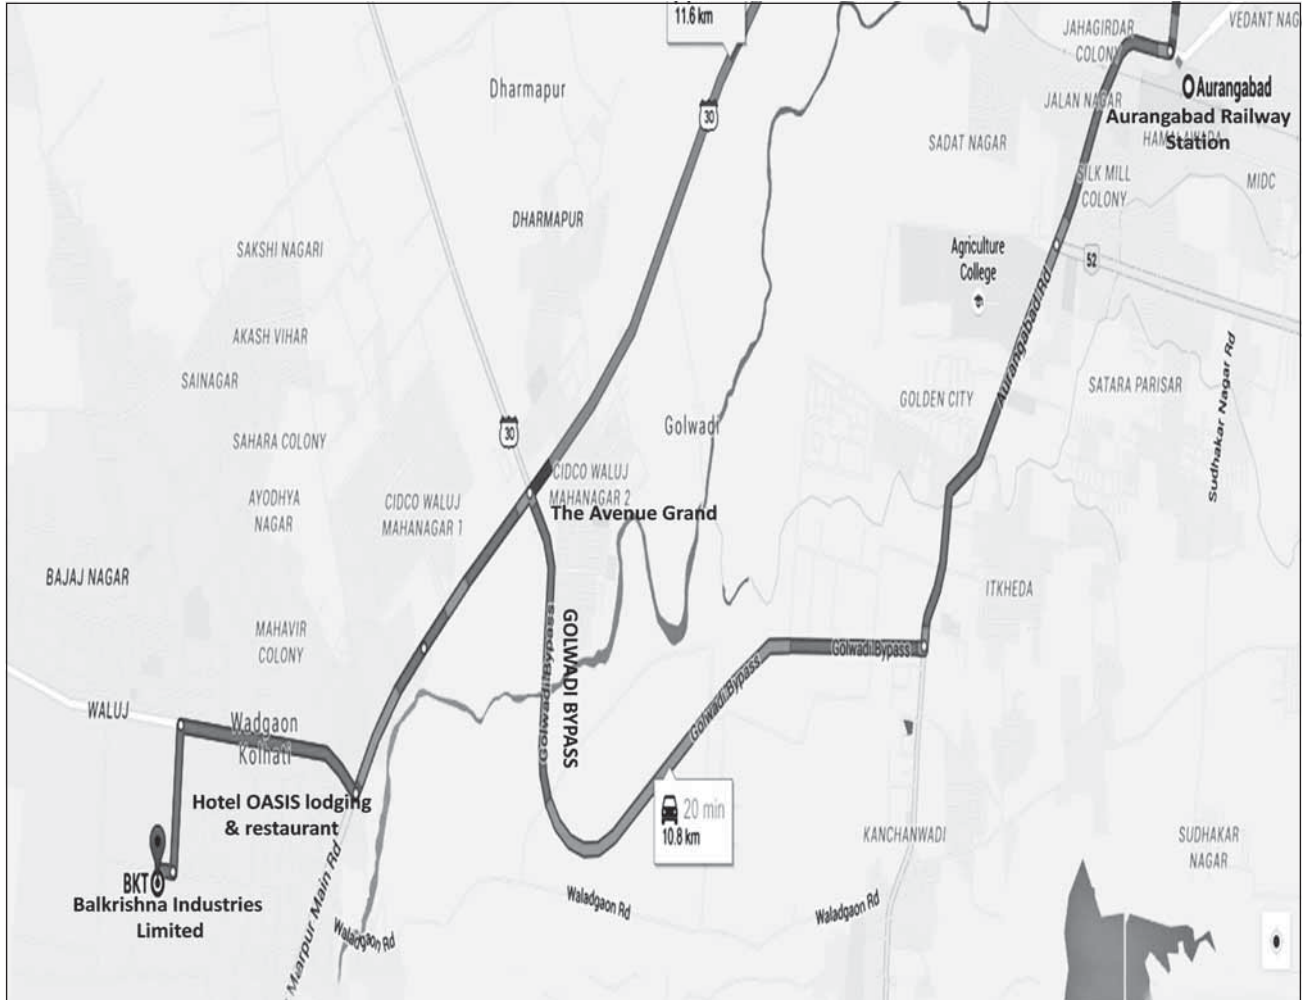 11.6 km
VEDANT NAG
JAHAGIRDAR
COLONY
Aurangabad
Dharmapur
JALAN NAGAR
30
Aurangabad Railway
Station
HAMALAWADA
SADAT NAGAR
SILK MILL
COLONY
MIDC
DHARMAPUR
SAKSHI NAGARI
Agriculture
College
52
AKASH VIHAR
Aurangabad Rd
SAINAGAR
SATARA PARISAR
Sudhakar Nagar Rd
GOLDEN CITY
Golwadi
30
SAHARA COLONY
CIDCO WALUJ
MAHANAGAR 2
AYODHYA
NAGAR
CIDCO WALUJ
MAHANAGAR 1
The Avenue Grand
BAJAJ NAGAR
ITKHEDA
MAHAVIR
COLONY
GOLWADI BYPASS
Golwadi Bypass
Golwadi Bypass
Golwadi Bypass
WALUJ
Wadgaon
Kolhati
Hotel OASIS lodging
& restaurant
20 min
10.8 km
KANCHANWADI
SUDHAKAR
NAGAR
BKT
Balkrishna Industries
Limited
Marpur Main Rd
Waladgaon Rd
Waladgaon Rd
Waladgaon Rd